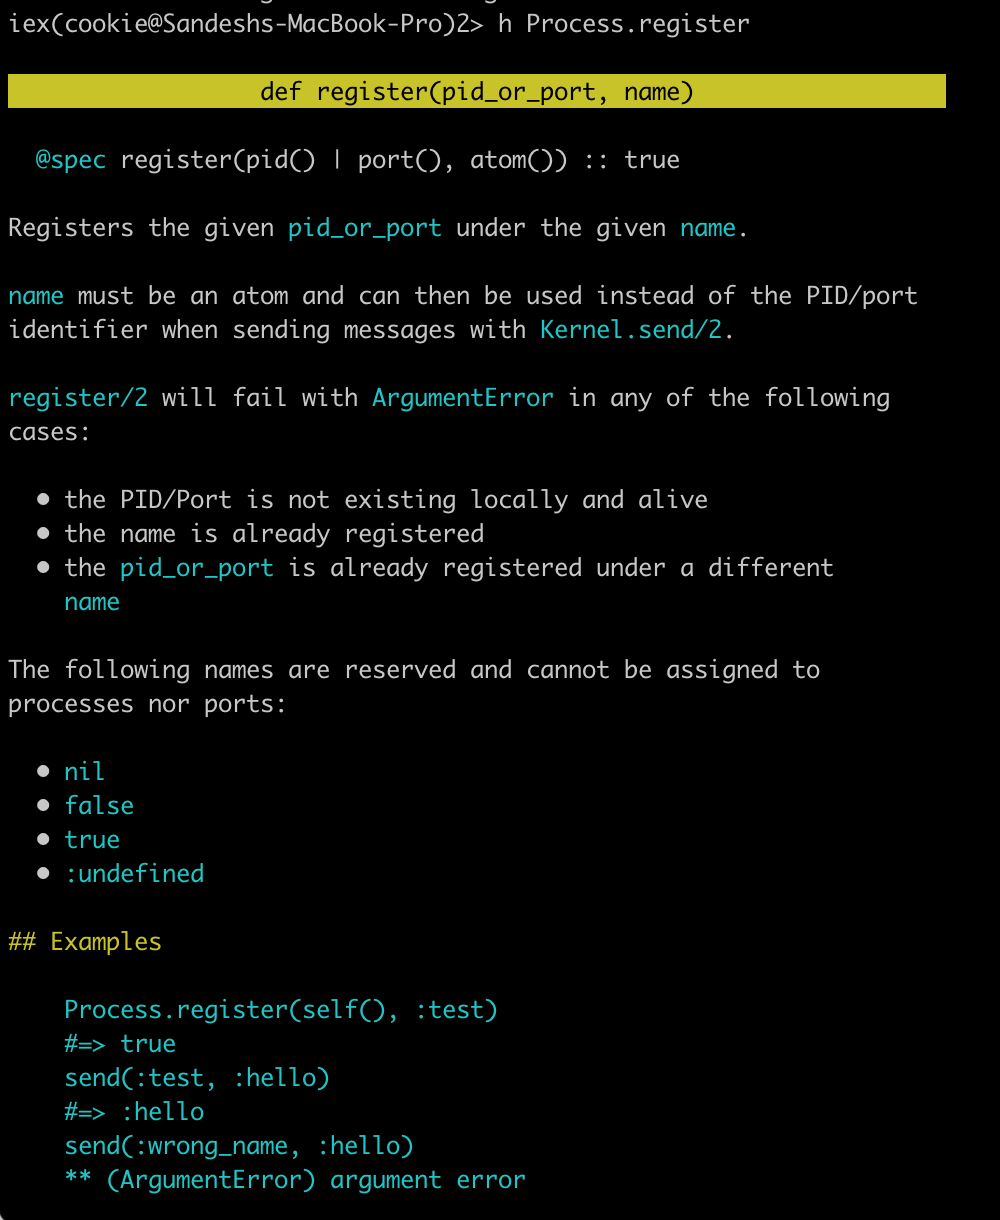 iex(cookie@Sandeshs-MacBook-Pro)2> h Process.register
def register(pid_or_port, name)
@spec register(pid() | port(), atom()) :: true
Registers the given pid_or_port under the given name.
name must be an atom and can then be used instead of the PID/port
identifier when sending messages with Kernel.send/2.
register/2 will fail with ArgumentError in any of the following
cases:
• the PID/Port is not existing locally and alive
• the name is already registered
• the pid_or_port is already registered under a different
name
The following names are reserved and cannot be assigned to
processes nor ports:
• nil
• false
• true
• :undefined
## Examples
Process.register(self(), :test)
#=> true
send(:test, :hello)
#=> :hello
send(:wrong_name, :hello)
** (ArgumentError) argument error